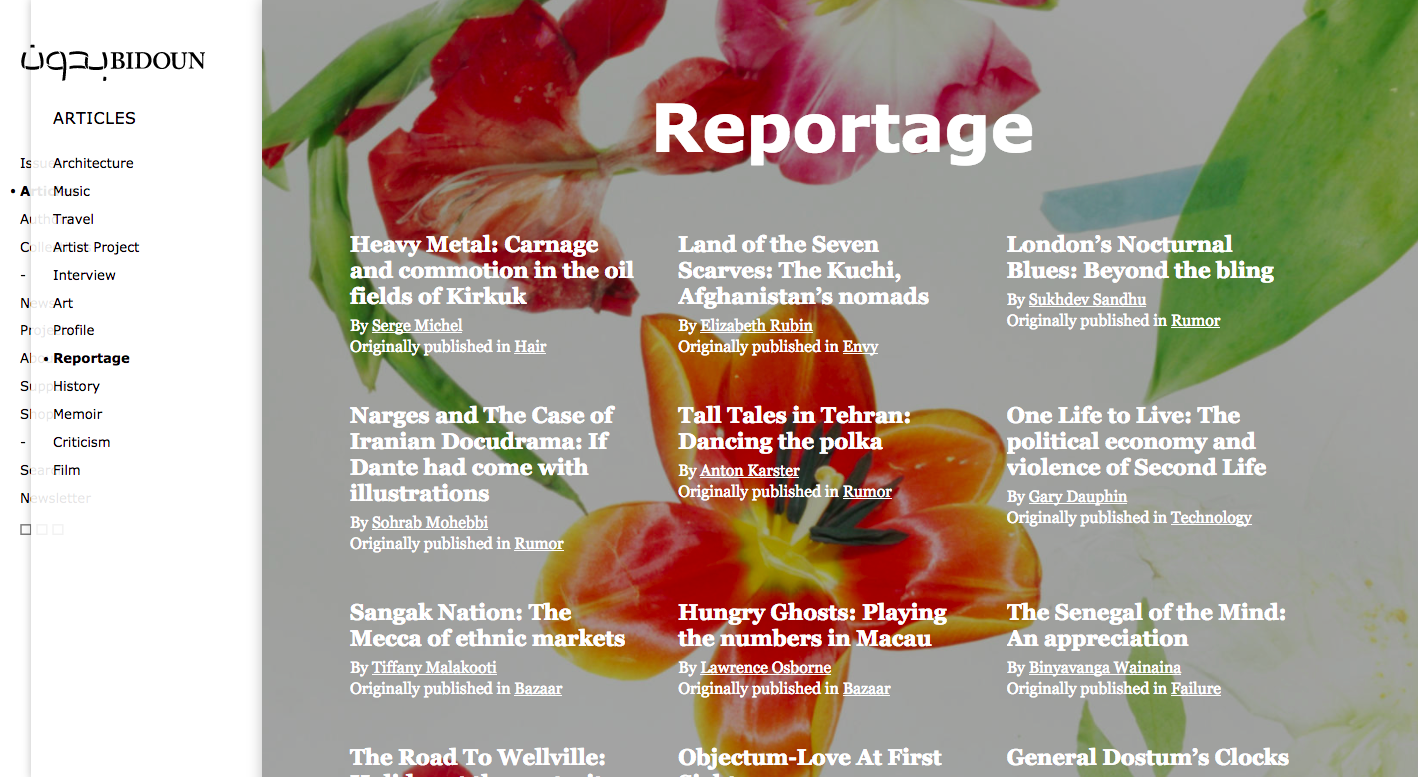 بدون BIDOUN
ARTICLES
Architecture
• Music
Travel
Artist Project
- Interview
Art
Profile
• Reportage
History
Memoir
- Criticism
Film
Newsletter
Reportage
Heavy Metal: Carnage
and commotion in the oil
fields of Kirkuk
By Serge Michel
Originally published in Hair
Land of the Seven
Scarves: The Kuchi,
Afghanistan’s nomads
By Elizabeth Rubin
Originally published in Envy
London’s Nocturnal
Blues: Beyond the bling
By Sukhdev Sandhu
Originally published in Rumor
Narges and The Case of
Iranian Docudrama: If
Dante had come with
illustrations
By Sohrab Mohebbi
Originally published in Rumor
Tall Tales in Tehran:
Dancing the polka
By Anton Karster
Originally published in Rumor
One Life to Live: The
political economy and
violence of Second Life
By Gary Dauphin
Originally published in Technology
Sangak Nation: The
Mecca of ethnic markets
By Tiffany Malakooti
Originally published in Bazaar
Hungry Ghosts: Playing
the numbers in Macau
By Lawrence Osborne
Originally published in Bazaar
The Senegal of the Mind:
An appreciation
By Binyavanga Wainaina
Originally published in Failure
The Road To Wellville:
Objectum-Love At First
General Dostum’s Clocks